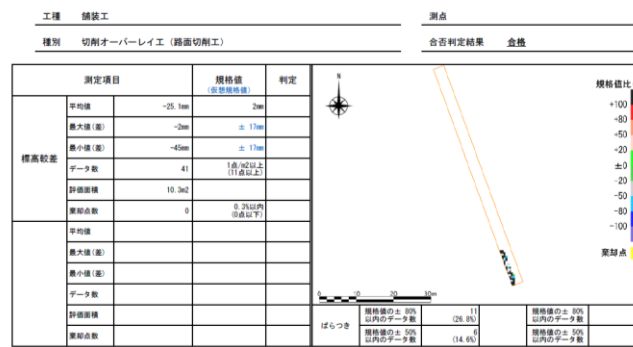 工種 舗装工 測点
種別 切削オーバーレイ工（路面切削工） 合否判定結果 合格
測定項目 規格値 (仮想規格値) 判定
標高較差
平均値 -25.1mm 2mm
最大値(差) -2mm ± 17mm
最小値(差) -45mm ± 17mm
データ数 41 1点/m2以上 (11点以上)
評価面積 10.3m2
棄却点数 0 0.3%以内 (0点以下)
平均値
最大値(差)
最小値(差)
データ数
評価面積
棄却点数
N
規格値比
+100
+80
+50
+20
±0
-20
-50
-80
-100
棄却点
0 10 20 30m
ばらつき
規格値の± 80% 以内のデータ数 11 (26.8%) 規格値の± 80% 以内のデータ数
規格値の± 50% 以内のデータ数 6 (14.6%) 規格値の± 50% 以内のデータ数